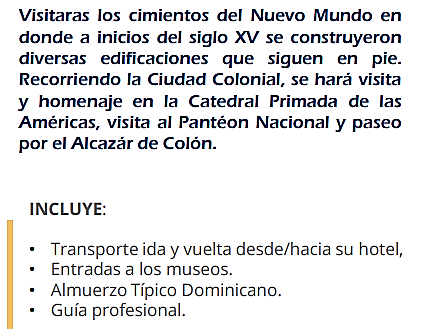 Visitaras los cimientos del Nuevo Mundo en
donde a inicios del siglo XV se construyeron
diversas edificaciones que siguen en pie.
Recorriendo la Ciudad Colonial, se hará visita
y homenaje en la Catedral Primada de las
Américas, visita al Pantéon Nacional y paseo
por el Alcazár de Colón.
INCLUYE:
• Transporte ida y vuelta desde/hacia su hotel,
• Entradas a los museos.
• Almuerzo Típico Dominicano.
• Guía profesional.